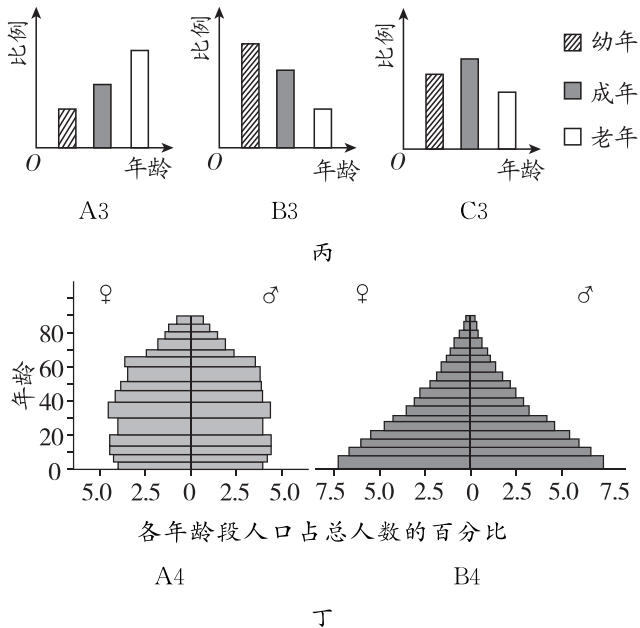 比例
O
年龄
A3
比例
O
年龄
B3
比例
O
年龄
C3
幼年
成年
老年
丙
♀ ♂
年龄
80
60
40
20
0
5.0 2.5 0 2.5 5.0
A4
♀ ♂
7.5 5.0 2.5 0 2.5 5.0 7.5
B4
各年龄段人口占总人数的百分比
丁